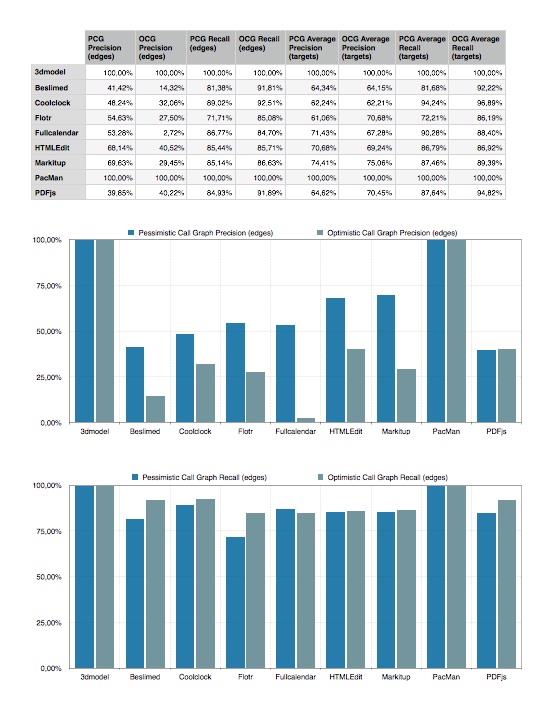 PCG Precision (edges) OCG Precision (edges) PCG Recall (edges) OCG Recall (edges) PCG Average Precision (targets) OCG Average Precision (targets) PCG Average Recall (targets) OCG Average Recall (targets)
3dmodel 100,00% 100,00% 100,00% 100,00% 100,00% 100,00% 100,00% 100,00%
Beslimed 41,42% 14,32% 81,38% 91,81% 64,34% 64,15% 81,68% 92,22%
Coolclock 48,24% 32,06% 89,02% 92,51% 62,24% 62,21% 94,24% 96,89%
Flotr 54,63% 27,50% 71,71% 85,08% 61,06% 70,68% 72,21% 86,19%
Fullcalendar 53,28% 2,72% 86,77% 84,70% 71,43% 67,28% 90,28% 88,40%
HTMLEdit 68,14% 40,52% 85,44% 85,71% 70,68% 69,24% 86,79% 86,92%
Markitup 69,63% 29,45% 85,14% 86,63% 74,41% 75,06% 87,46% 89,39%
PacMan 100,00% 100,00% 100,00% 100,00% 100,00% 100,00% 100,00% 100,00%
PDFjs 39,85% 40,22% 84,93% 91,89% 64,62% 70,45% 87,64% 94,82%
Pessimistic Call Graph Precision (edges) Optimistic Call Graph Precision (edges)
100,00%
75,00%
50,00%
25,00%
0,00%
3dmodel Beslimed Coolclock Flotr Fullcalendar HTMLEdit Markitup PacMan PDFjs
Pessimistic Call Graph Recall (edges) Optimistic Call Graph Recall (edges)
100,00%
75,00%
50,00%
25,00%
0,00%
3dmodel Beslimed Coolclock Flotr Fullcalendar HTMLEdit Markitup PacMan PDFjs